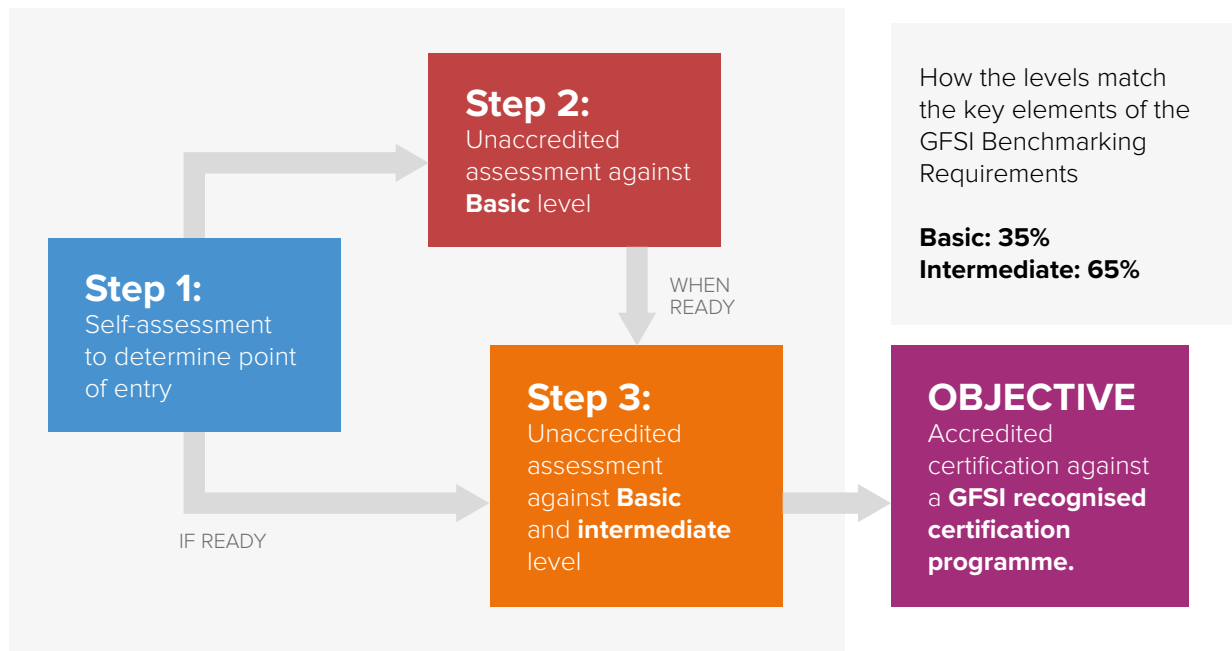 Step 1:
Self-assessment
to determine point
of entry
Step 2:
Unaccredited
assessment against
Basic level
WHEN
READY
IF READY
Step 3:
Unaccredited
assessment
against Basic
and intermediate
level
OBJECTIVE
Accredited
certification against
a GFSI recognised
certification
programme.
How the levels match
the key elements of the
GFSI Benchmarking
Requirements
Basic: 35%
Intermediate: 65%